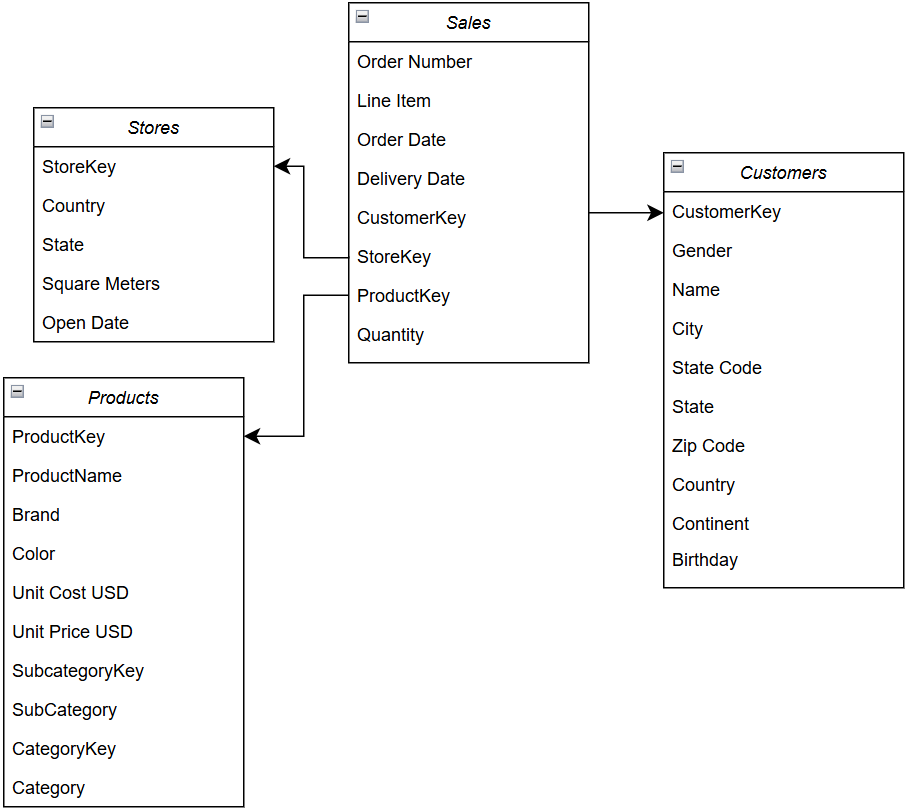 Sales
Order Number
Line Item
Order Date
Delivery Date
CustomerKey
StoreKey
ProductKey
Quantity
Stores
StoreKey
Country
State
Square Meters
Open Date
Customers
CustomerKey
Gender
Name
City
State Code
State
Zip Code
Country
Continent
Birthday
Products
ProductKey
ProductName
Brand
Color
Unit Cost USD
Unit Price USD
SubcategoryKey
SubCategory
CategoryKey
Category